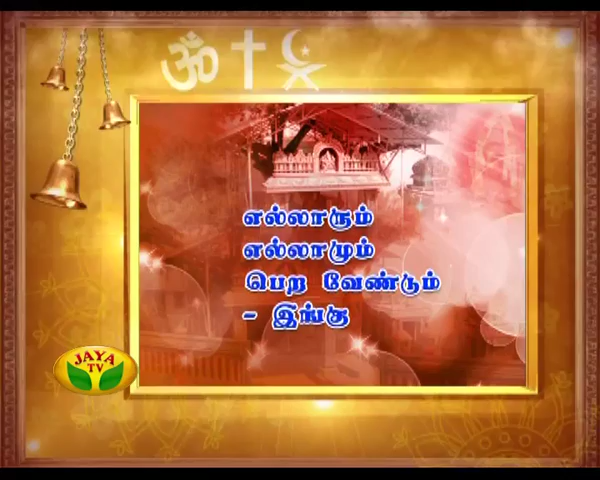 எல்லாரும்
எல்லாமும்
பெற வேண்டும்
- இங்கு
JAYA
TV